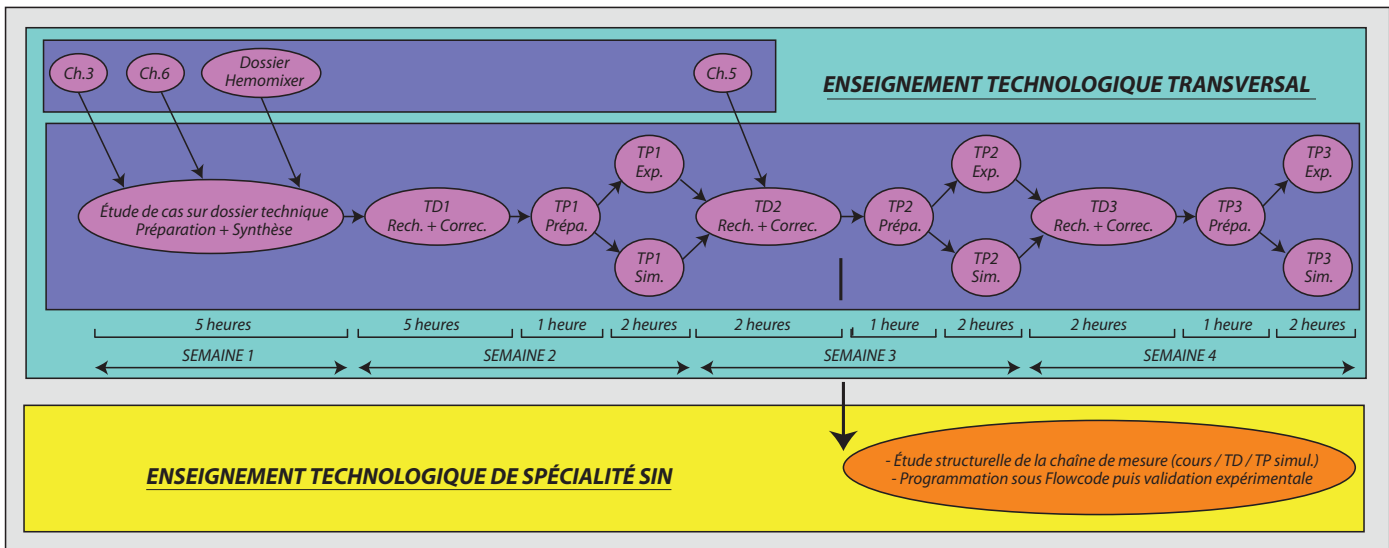 Ch.3
Ch.6
Dossier
Hemomixer
Ch.5
ENSEIGNEMENT TECHNOLOGIQUE TRANSVERSAL
Étude de cas sur dossier technique
Préparation + Synthèse
TD1
Rech. + Correc.
TP1
Prépa.
TP1
Exp.
TP1
Sim.
TD2
Rech. + Correc.
TP2
Prépa.
TP2
Exp.
TP2
Sim.
TD3
Rech. + Correc.
TP3
Prépa.
TP3
Exp.
TP3
Sim.
5 heures
5 heures
1 heure
2 heures
2 heures
1 heure
2 heures
2 heures
1 heure
2 heures
SEMAINE 1
SEMAINE 2
SEMAINE 3
SEMAINE 4
ENSEIGNEMENT TECHNOLOGIQUE DE SPÉCIALITÉ SIN
- Étude structurelle de la chaîne de mesure (cours / TD / TP simul.)
- Programmation sous Flowcode puis validation expérimentale